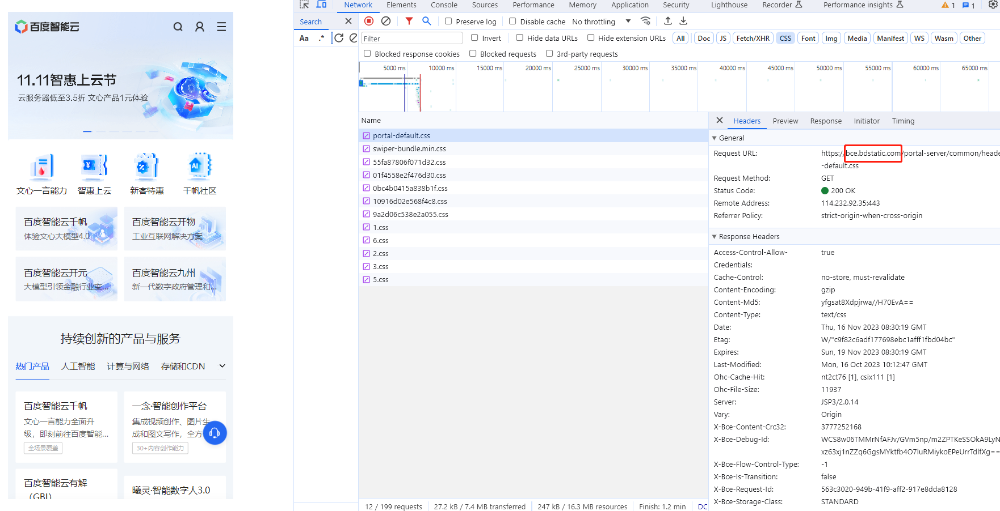 百度智能云
11.11智惠上云节
云服务器低至3.5折 文心产品1元体验
文心一言能力
智惠上云
新客特惠
千帆社区
百度智能云千帆
体验文心大模型4.0
百度智能云开物
工业互联网解决方案
百度智能云开元
大模型引领金融行业变...
百度智能云九州
新一代数字政府管理和...
持续创新的产品与服务
热门产品 人工智能 计算与网络 存储和CDN
百度智能云千帆
文心一言能力全面升
级，即刻前往百度智能...
全场景覆盖
一念·智能创作平台
集成视频创作、图片生
成和图文写作，全方
30+内容创作能力
百度智能云有解
（GBI）
曦灵·智能数字人3.0
Network Elements Console Sources Performance Memory Application Security Lighthouse Recorder Performance insights 1 1
Search
Aa .*
Preserve log Disable cache No throttling
Filter Invert Hide data URLs Hide extension URLs All Doc JS Fetch/XHR CSS Font Img Media Manifest WS Wasm Other
Blocked response cookies Blocked requests 3rd-party requests
5000 ms 10000 ms 15000 ms 20000 ms 25000 ms 30000 ms 35000 ms 40000 ms 45000 ms 50000 ms 55000 ms 60000 ms 65000 ms
Name
portal-default.css
swiper-bundle.min.css
55fa87806f071d32.css
01f4558e2f476d30.css
0bc4b0415a838b1f.css
10916d02e568f4c8.css
9a2d06c538e2a055.css
1.css
6.css
2.css
3.css
5.css
Headers Preview Response Initiator Timing
General
Request URL: https://bce.bdstatic.com/portal-server/common/heade
-default.css
Request Method: GET
Status Code: 200 OK
Remote Address: 114.232.92.35:443
Referrer Policy: strict-origin-when-cross-origin
Response Headers
Access-Control-Allow- true
Credentials:
Cache-Control: no-store, must-revalidate
Content-Encoding: gzip
Content-Md5: yfgsat8Xdpjrwa//H70EvA==
Content-Type: text/css
Date: Thu, 16 Nov 2023 08:30:19 GMT
Etag: W/"c9f82c6adf177698ebc1afff1fbd04bc"
Expires: Sun, 19 Nov 2023 08:30:19 GMT
Last-Modified: Mon, 16 Oct 2023 10:12:47 GMT
Ohc-Cache-Hit: nt2ct76 [1], csix111 [1]
Ohc-File-Size: 11937
Server: JSP3/2.0.14
Vary: Origin
X-Bce-Content-Crc32: 3777252168
X-Bce-Debug-Id: WCS8w06TMMrNfAFJv/GVm5np/m2ZPTKeSSOkA9LyN
xz63xj1nZZq6GgsMYktfb4O7luRMiykoEPeUrrTdlfXg==
X-Bce-Flow-Control-Type: -1
X-Bce-Is-Transition: false
X-Bce-Request-Id: 563c3020-949b-41f9-aff2-917e8dda8128
X-Bce-Storage-Class: STANDARD
12 / 199 requests 27.2 kB / 7.4 MB transferred 247 kB / 16.3 MB resources Finish: 1.2 min DC